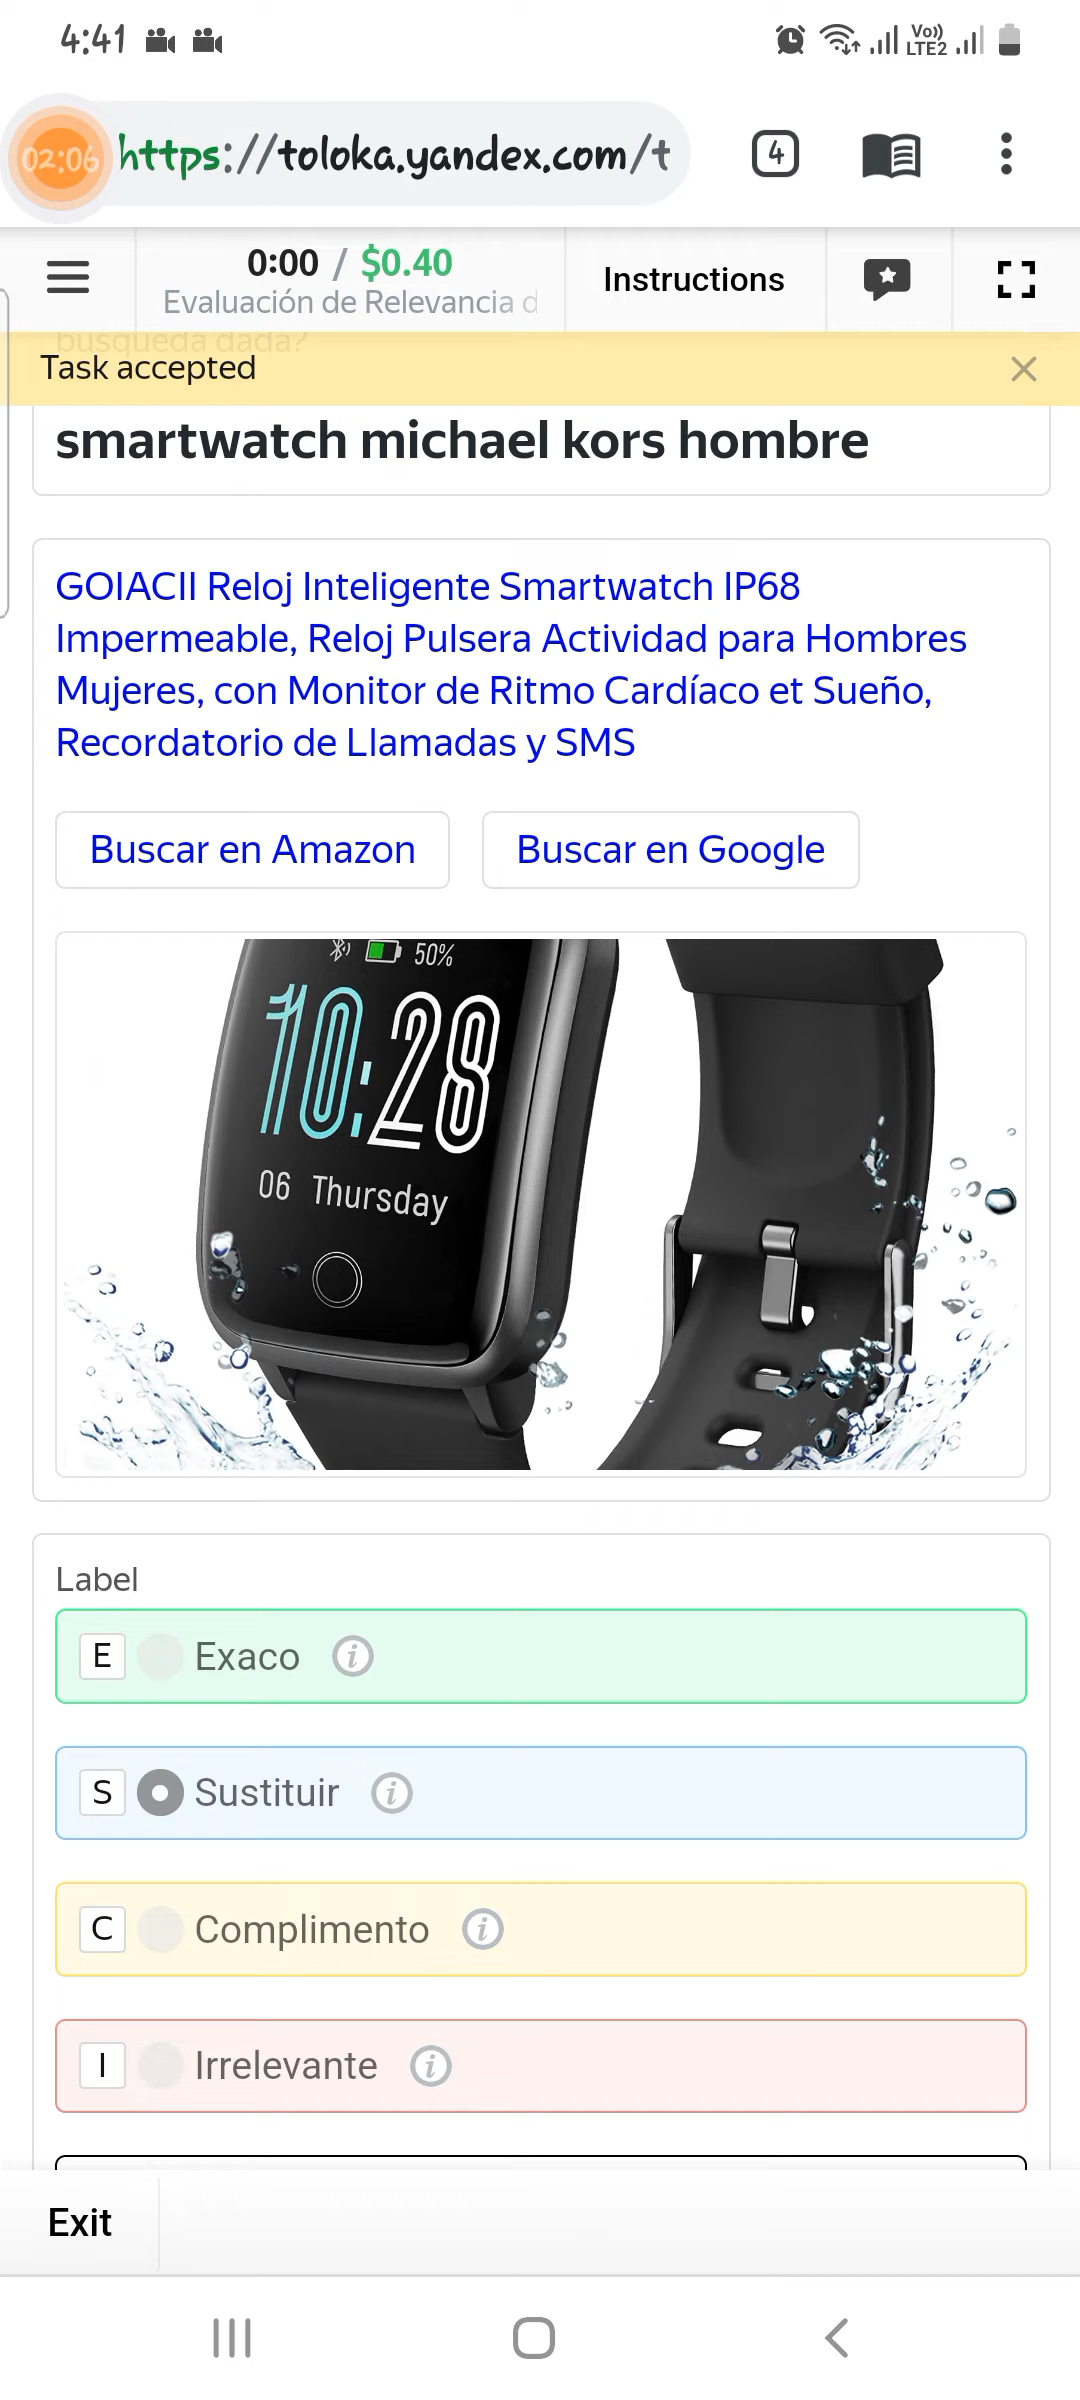 4:41
Vo))
LTE2
02:06
https://toloka.yandex.com/t
4
0:00 / $0.40
Instructions
Evaluación de Relevancia d
busqueda dada?
Task accepted
smartwatch michael kors hombre
GOIACII Reloj Inteligente Smartwatch IP68
Impermeable, Reloj Pulsera Actividad para Hombres
Mujeres, con Monitor de Ritmo Cardíaco et Sueño,
Recordatorio de Llamadas y SMS
Buscar en Amazon
Buscar en Google
50%
10:28
06 Thursday
Label
E Exaco i
S Sustituir i
C Complimento i
I Irrelevante i
Exit